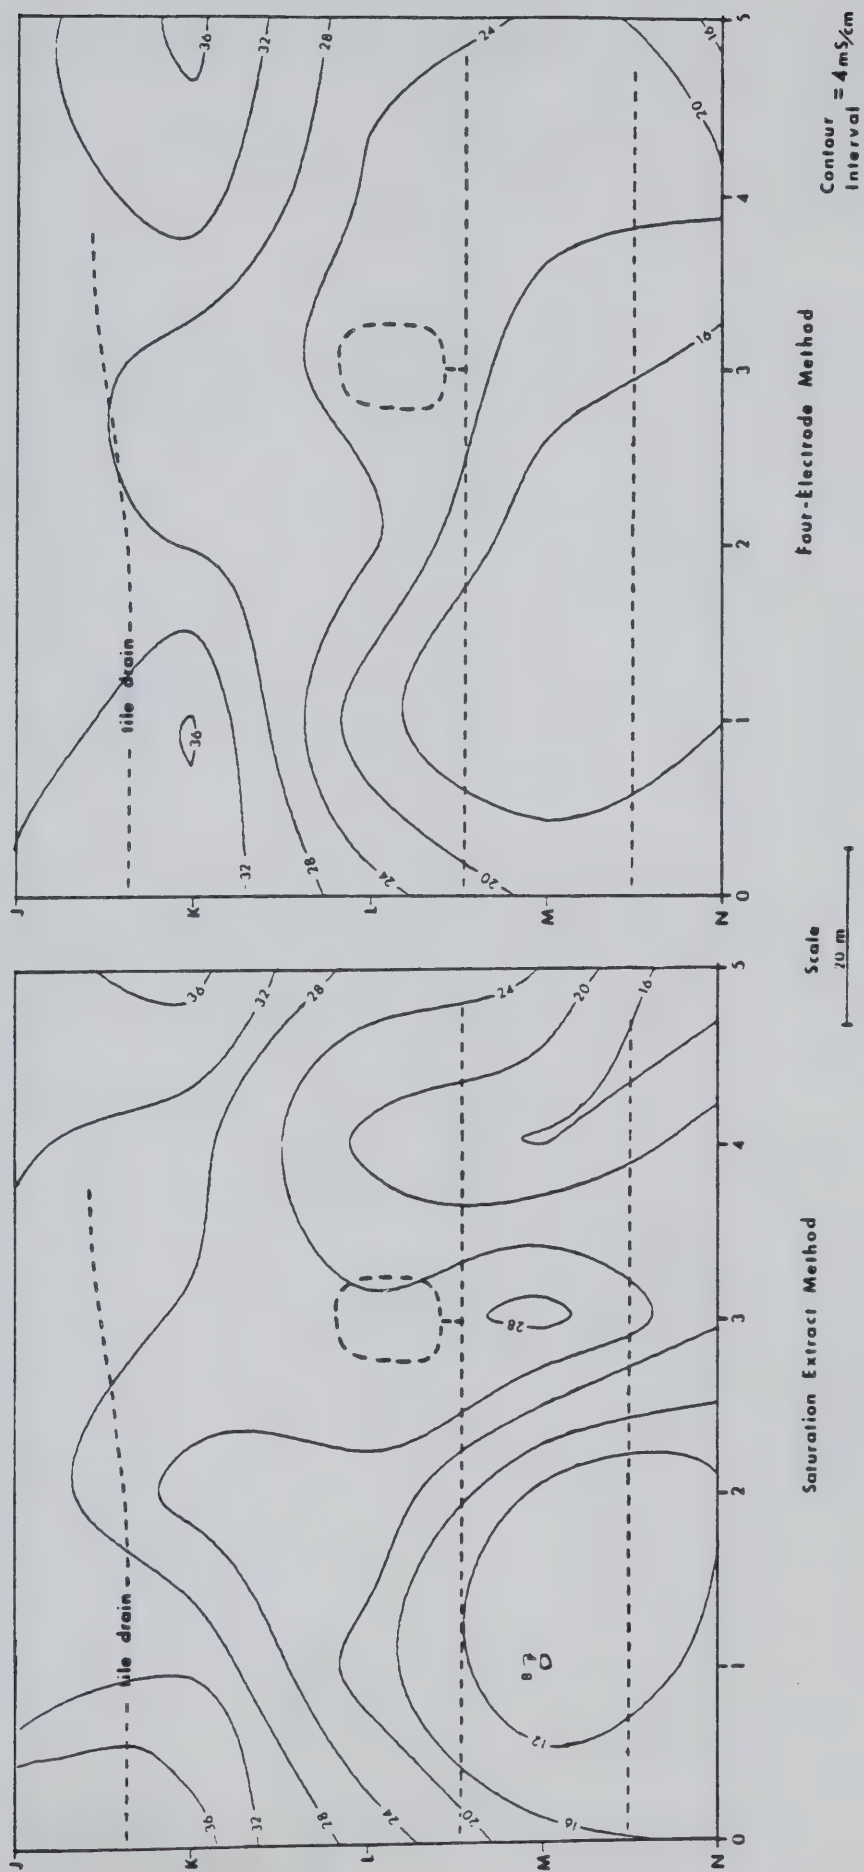 J
K
L
M
N
0
1
2
3
4
5
tile drain
36
32
28
24
20
16
36
32
28
24
20
16
28
12
8
Saturation Extract Method
J
K
L
M
N
0
1
2
3
4
5
tile drain
36
32
28
24
20
36
32
28
24
20
16
16
Four-Electrode Method
Scale
20 m
Contour = 4 mS/cm
Interval